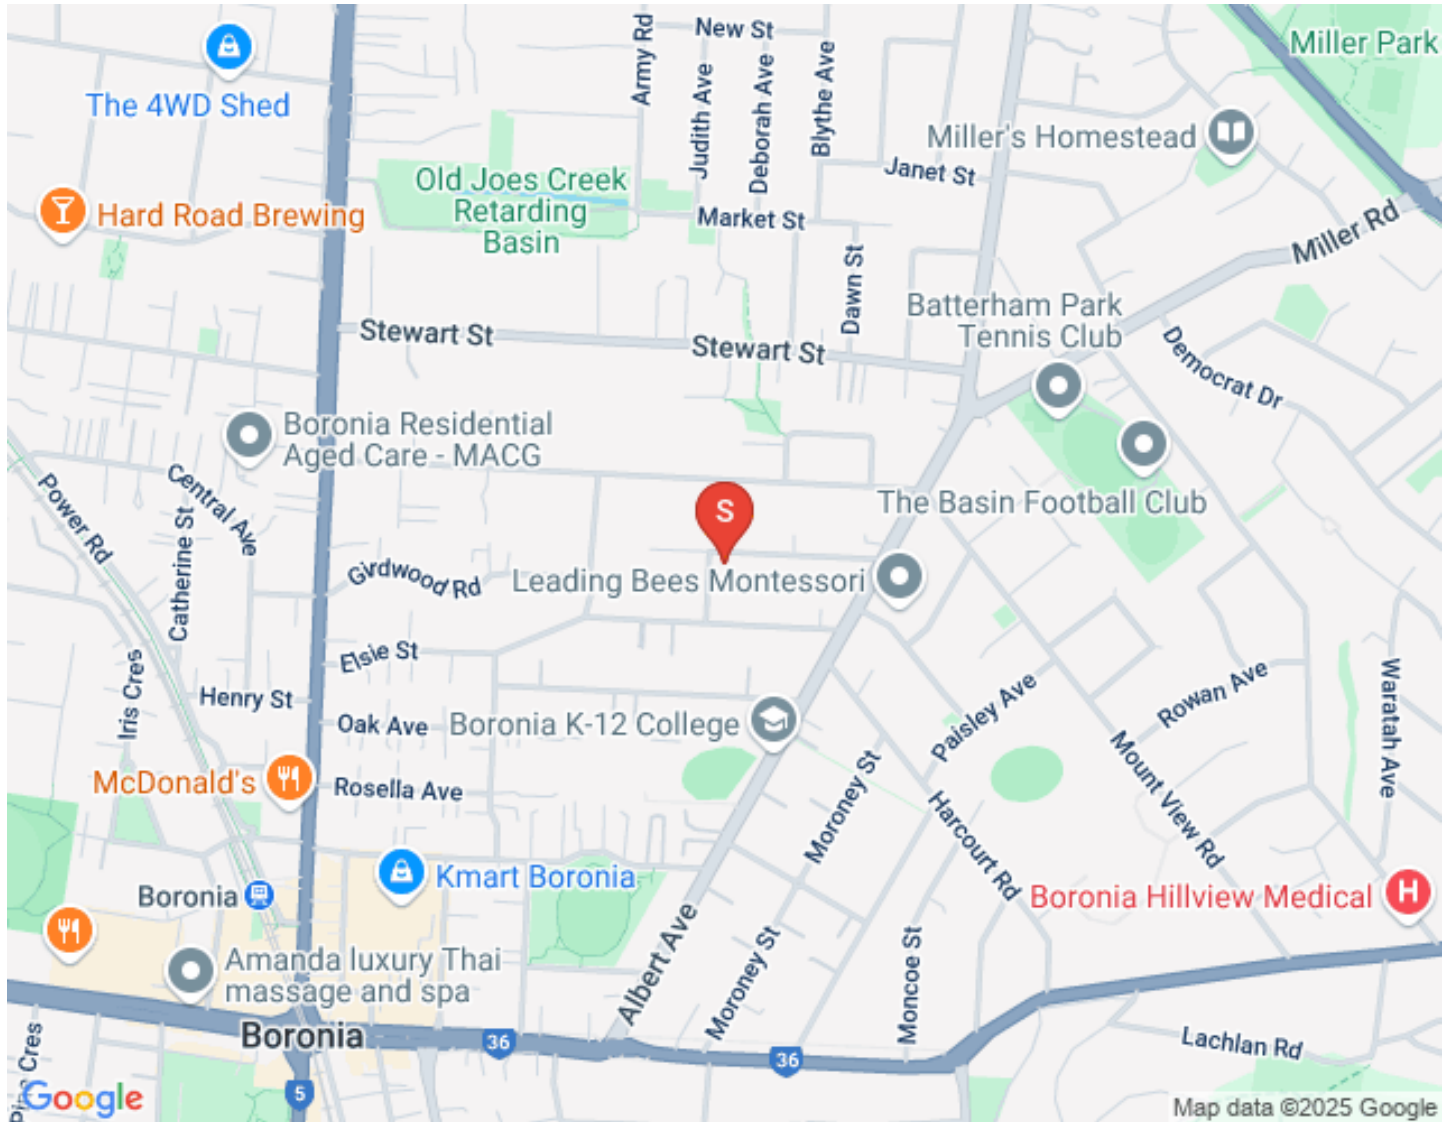 New St
Miller Park
Army Rd
Judith Ave
Deborah Ave
Blythe Ave
The 4WD Shed
Miller's Homestead
Janet St
Old Joes Creek
Retarding
Basin
Hard Road Brewing
Market St
Miller Rd
Dawn St
Batterham Park
Tennis Club
Stewart St
Stewart St
Democrat Dr
Boronia Residential
Aged Care - MACG
Central Ave
Power Rd
Catherine St
S
The Basin Football Club
Girdwood Rd
Leading Bees Montessori
Elsie St
Iris Cres
Henry St
Oak Ave
Boronia K-12 College
Paisley Ave
Rowan Ave
Waratah Ave
McDonald's
Rosella Ave
Moroney St
Mount View Rd
Harcourt Rd
Kmart Boronia
Boronia
Boronia Hillview Medical
H
Amanda luxury Thai
massage and spa
Albert Ave
Moroney St
Moncoe St
Boronia
36
36
Lachlan Rd
5
Google
Map data ©2025 Google